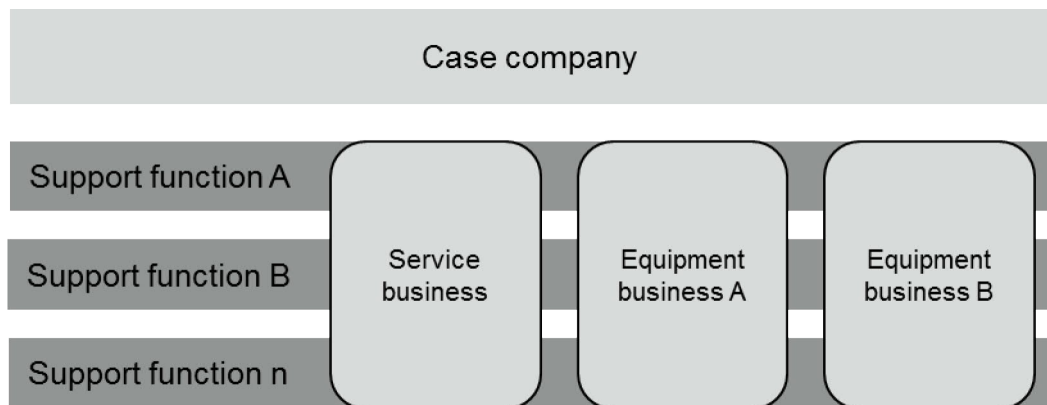 Case company
Support function A
Support function B
Support function n
Service
business
Equipment
business A
Equipment
business B